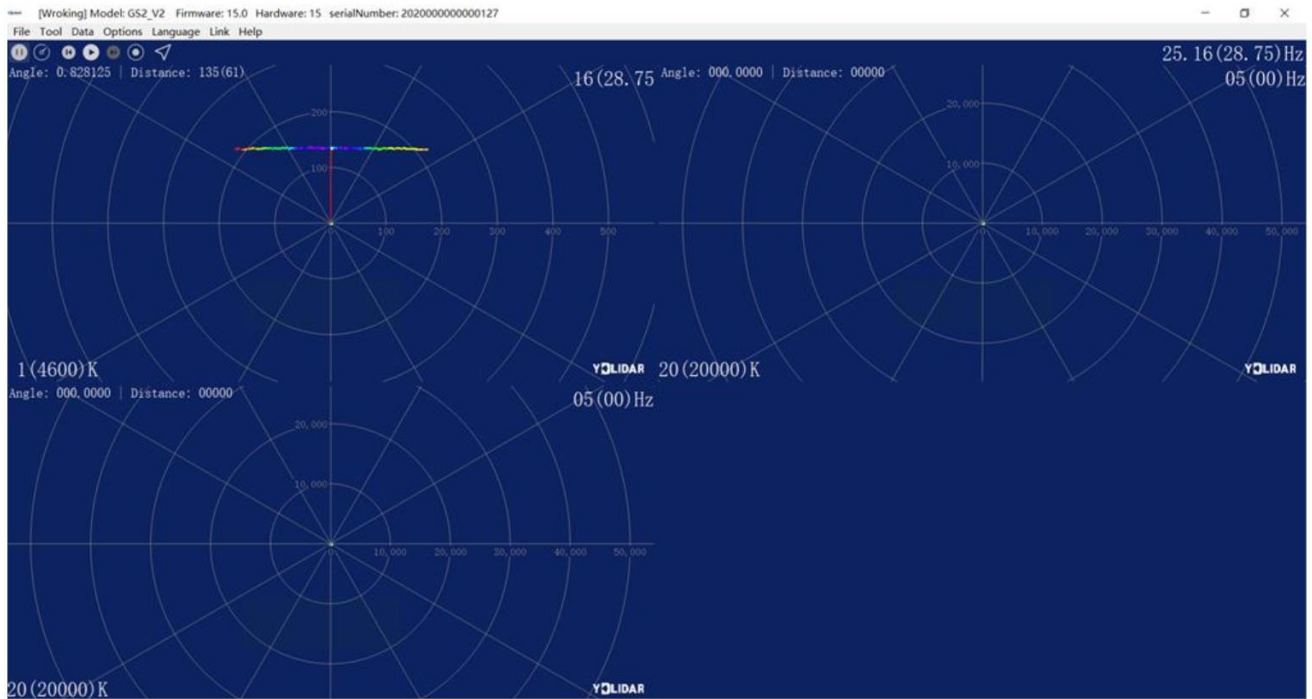 [Wroking] Model: GS2_V2 Firmware: 15.0 Hardware: 15 serialNumber: 2020000000000127
File Tool Data Options Language Link Help
25.16(28.75)Hz
Angle: 0.828125 | Distance: 135(61)
16(28.75
Angle: 000.0000 | Distance: 00000
05(00)Hz
200
100
0 100 200 300 400 500
20,000
10,000
0 10,000 20,000 30,000 40,000 50,000
1(4600)K
YDLIDAR
20(20000)K
YDLIDAR
Angle: 000.0000 | Distance: 00000
05(00)Hz
20,000
10,000
0 10,000 20,000 30,000 40,000 50,000
20(20000)K
YDLIDAR